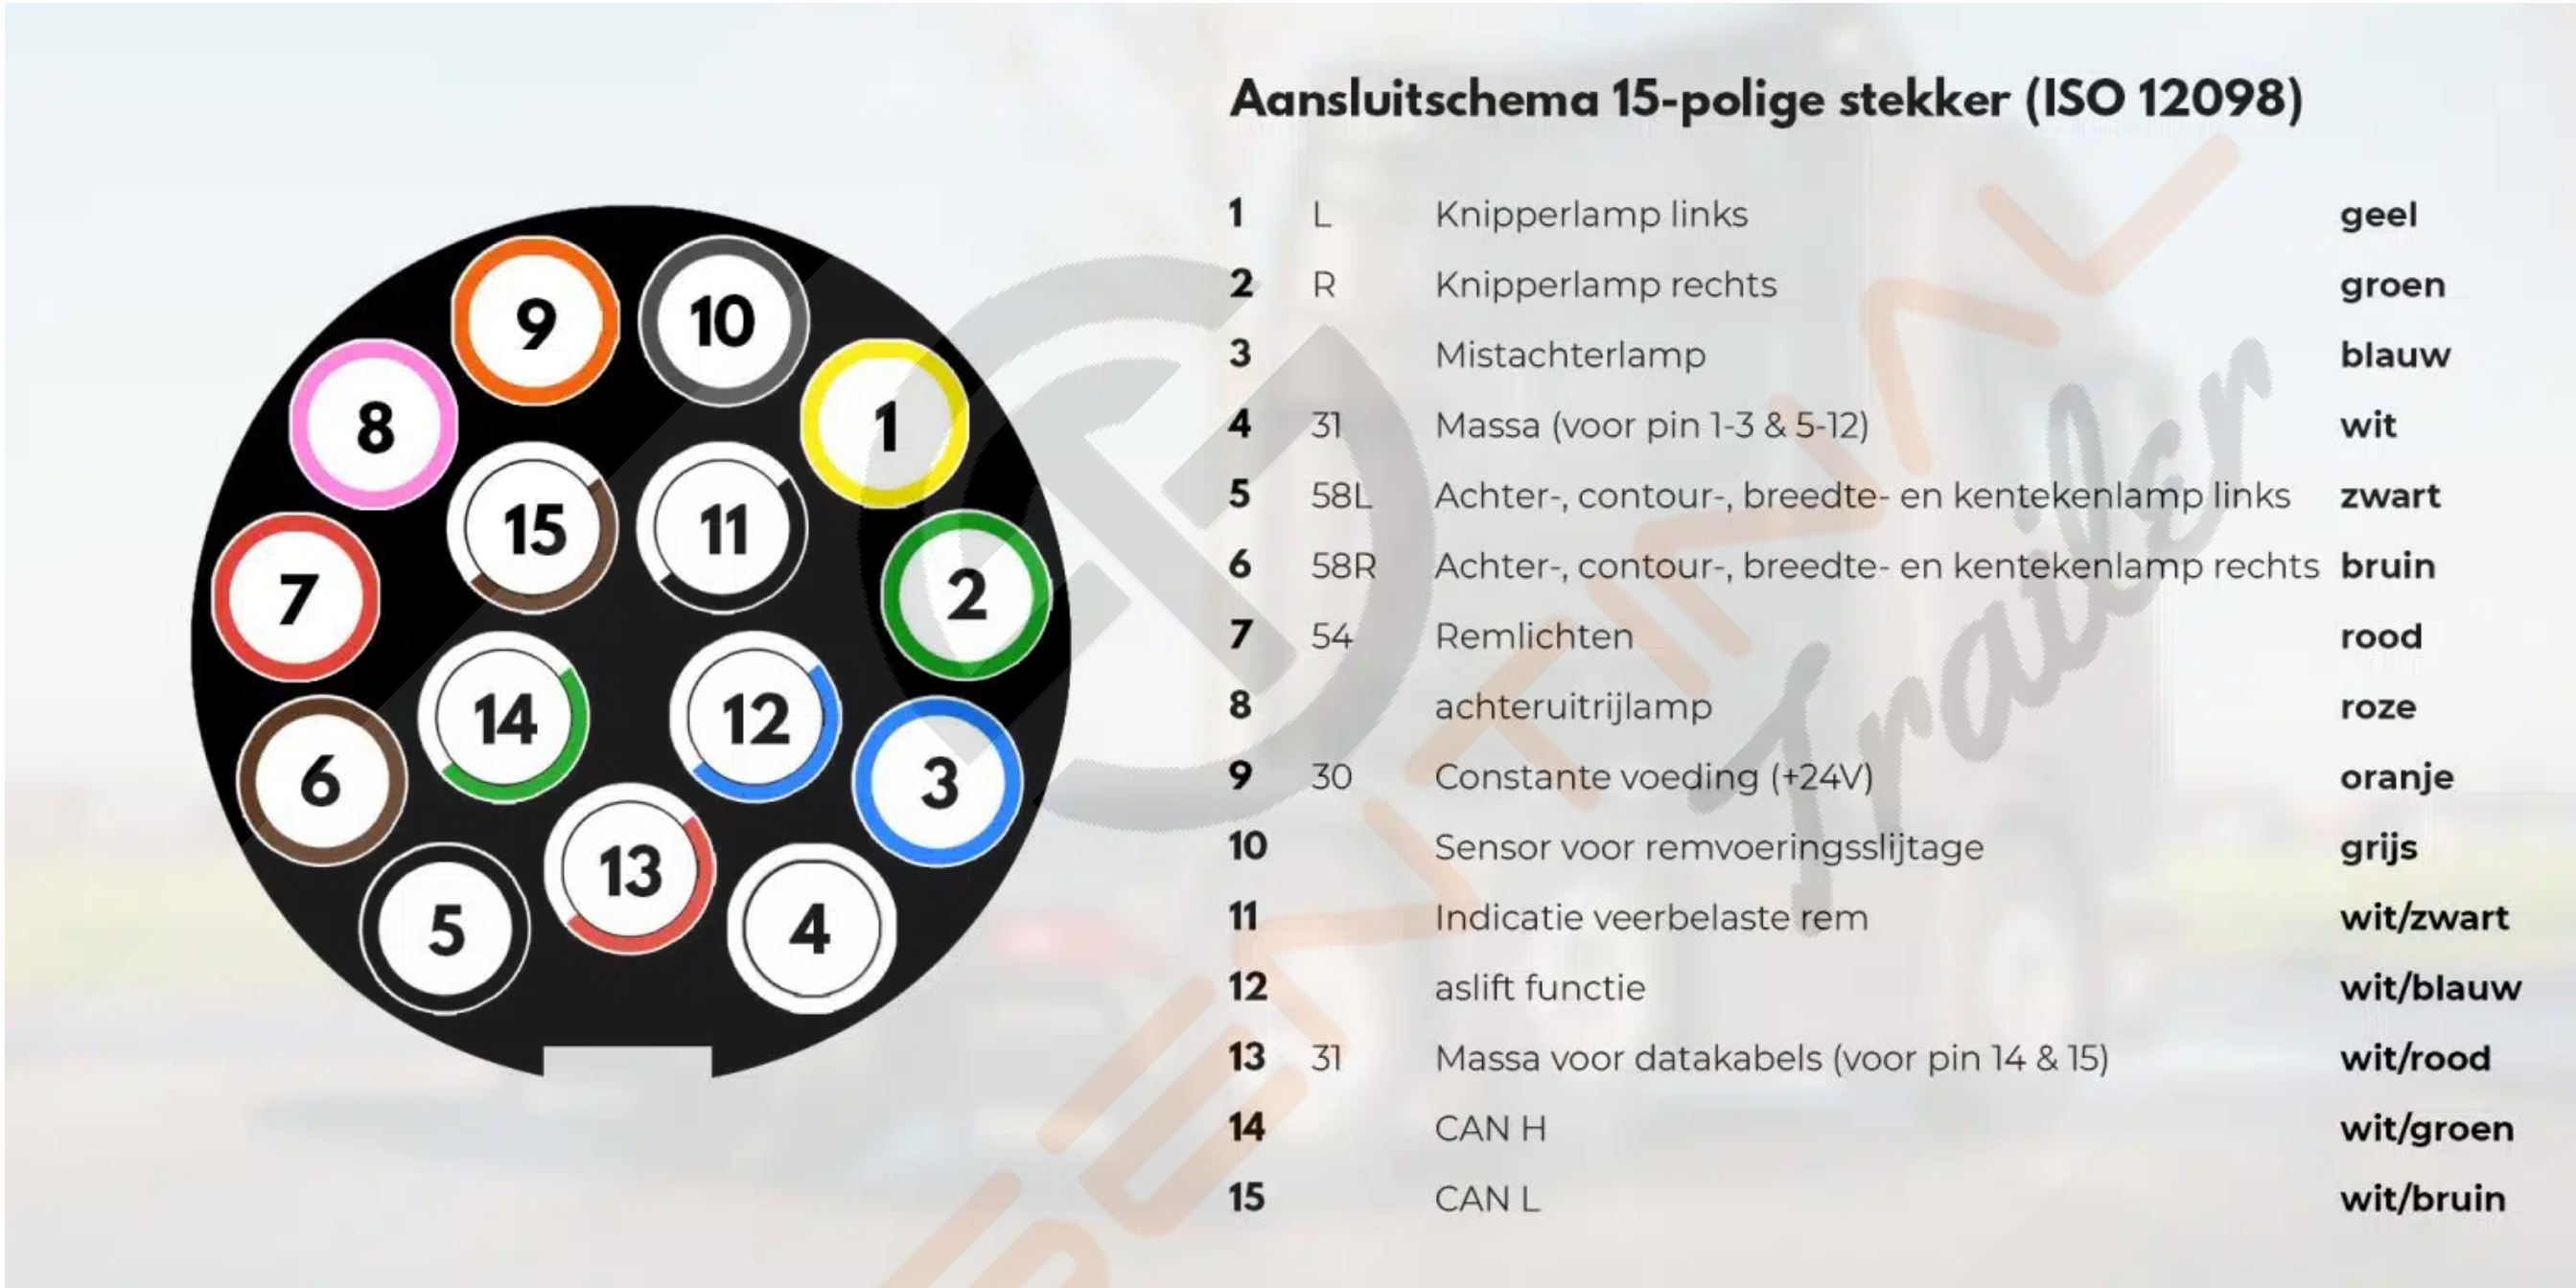 Aansluitschema 15-polige stekker (ISO 12098)
1 L Knipperlamp links geel
2 R Knipperlamp rechts groen
3 Mistachterlamp blauw
4 31 Massa (voor pin 1-3 & 5-12) wit
5 58L Achter-, contour-, breedte- en kentekenlamp links zwart
6 58R Achter-, contour-, breedte- en kentekenlamp rechts bruin
7 54 Remlichten rood
8 achteruitrijlamp roze
9 30 Constante voeding (+24V) oranje
10 Sensor voor remvoeringsslijtage grijs
11 Indicatie veerbelaste rem wit/zwart
12 aslift functie wit/blauw
13 31 Massa voor datakabels (voor pin 14 & 15) wit/rood
14 CAN H wit/groen
15 CAN L wit/bruin
9 10
8 1
15 11
7 2
14 12
6 3
13
5 4
SENTINAL
Trailer